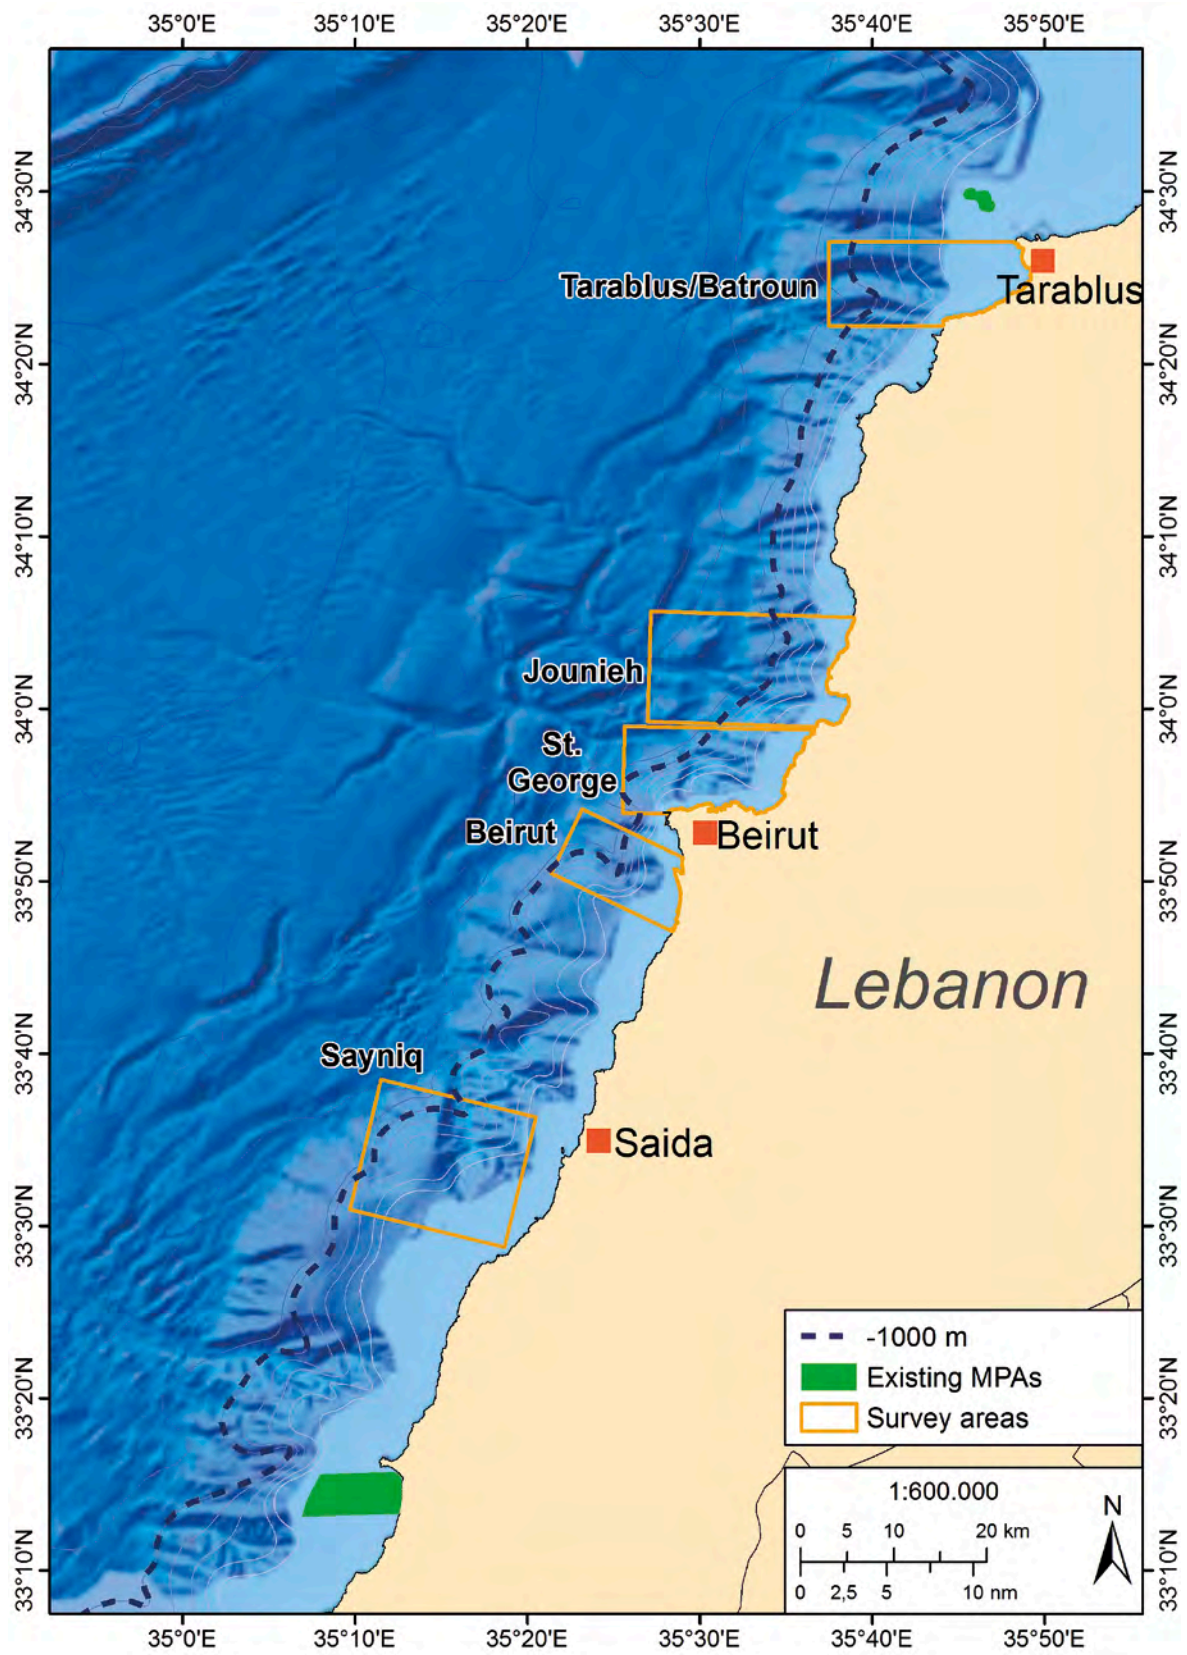 35°0'E 35°10'E 35°20'E 35°30'E 35°40'E 35°50'E
34°30'N 34°30'N
Tarablus/Batroun
Tarablus
34°20'N 34°20'N
34°10'N 34°10'N
Jounieh
34°0'N 34°0'N
St.
George
Beirut
Beirut
33°50'N 33°50'N
Lebanon
33°40'N 33°40'N
Sayniq
Saida
33°30'N 33°30'N
-1000 m
Existing MPAs
Survey areas
33°20'N 33°20'N
1:600.000
0 5 10 20 km
0 2,5 5 10 nm
N
33°10'N 33°10'N
35°0'E 35°10'E 35°20'E 35°30'E 35°40'E 35°50'E